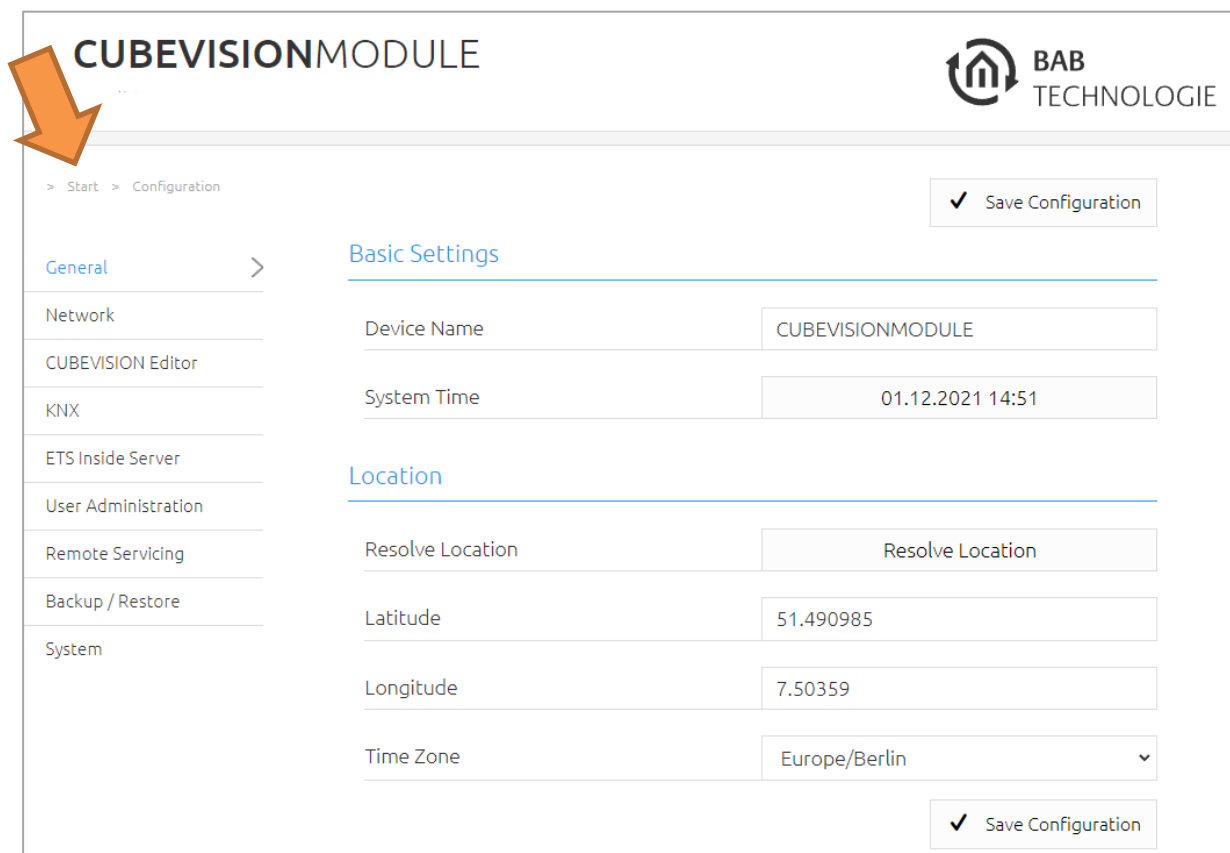 CUBEVISIONMODULE
BAB
TECHNOLOGIE
> Start > Configuration
Save Configuration
General
Network
CUBEVISION Editor
KNX
ETS Inside Server
User Administration
Remote Servicing
Backup / Restore
System
Basic Settings
Device Name
CUBEVISIONMODULE
System Time
01.12.2021 14:51
Location
Resolve Location
Resolve Location
Latitude
51.490985
Longitude
7.50359
Time Zone
Europe/Berlin
Save Configuration